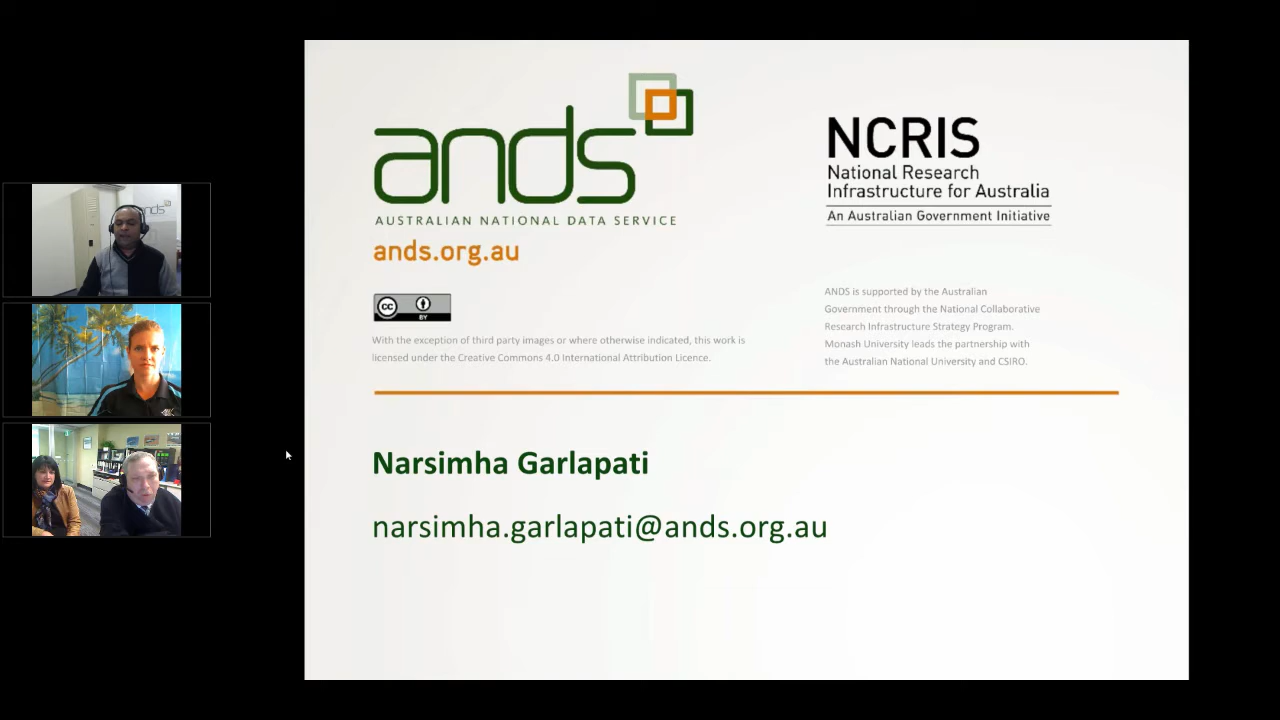 ands
AUSTRALIAN NATIONAL DATA SERVICE
ands.org.au
cc
BY
With the exception of third party images or where otherwise indicated, this work is
licensed under the Creative Commons 4.0 International Attribution Licence.
NCRIS
National Research
Infrastructure for Australia
An Australian Government Initiative
ANDS is supported by the Australian
Government through the National Collaborative
Research Infrastructure Strategy Program.
Monash University leads the partnership with
the Australian National University and CSIRO.
Narsimha Garlapati
narsimha.garlapati@ands.org.au
ands